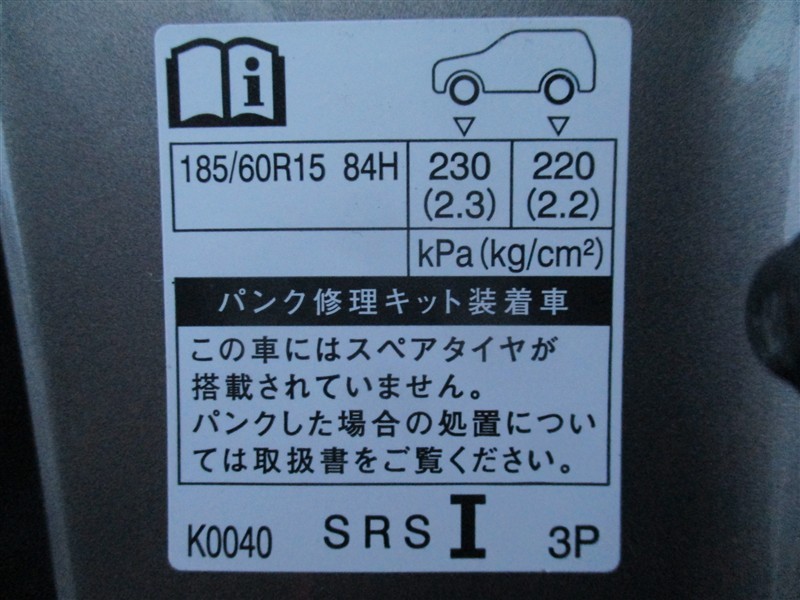 i
185/60R15 84H 230 220
(2.3) (2.2)
kPa(kg/cm²)
パンク修理キット装着車
この車にはスペアタイヤが
搭載されていません。
パンクした場合の処置につい
ては取扱書をご覧ください。
K0040 SRS I 3P